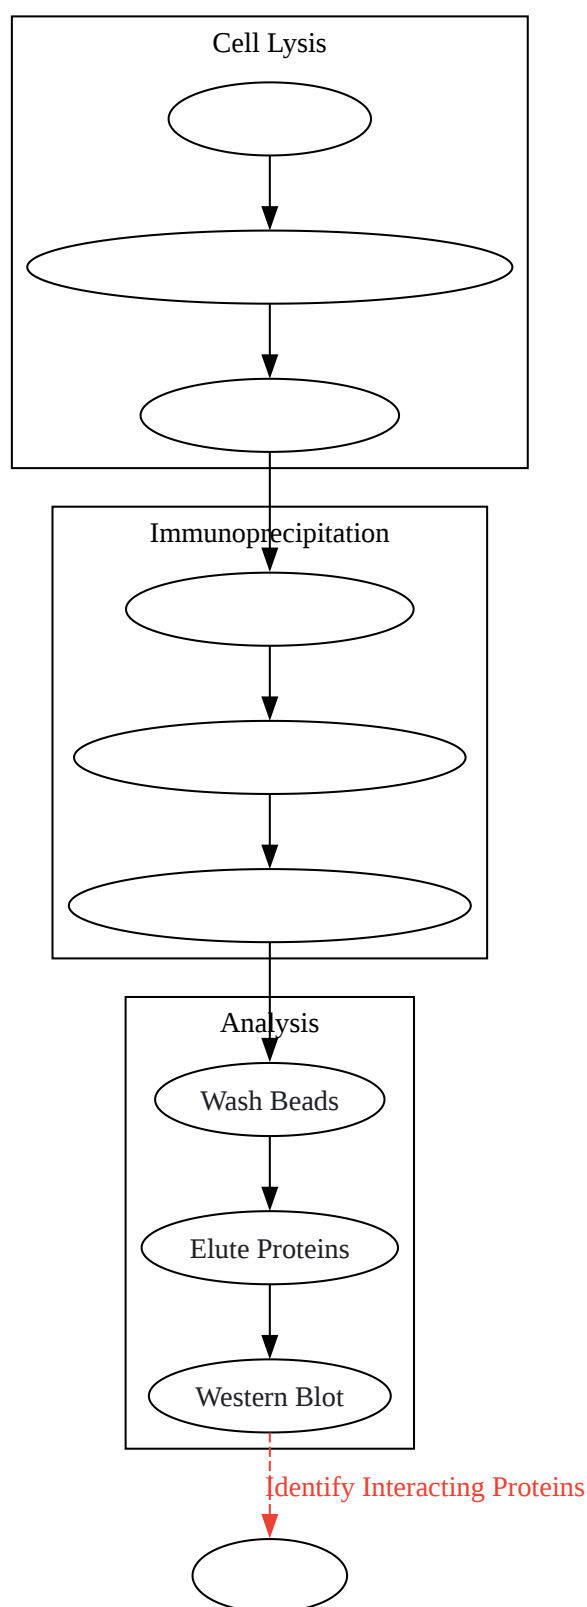 Cell Lysis
Immunoprecipitation
Analysis
Wash Beads
Elute Proteins
Western Blot
Identify Interacting Proteins